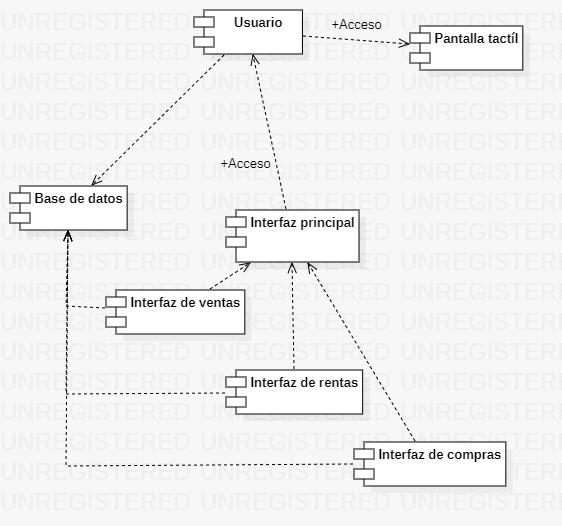 Usuario
+Acceso
Pantalla tactíl
+Acceso
Base de datos
Interfaz principal
Interfaz de ventas
Interfaz de rentas
Interfaz de compras
UNREGISTERED